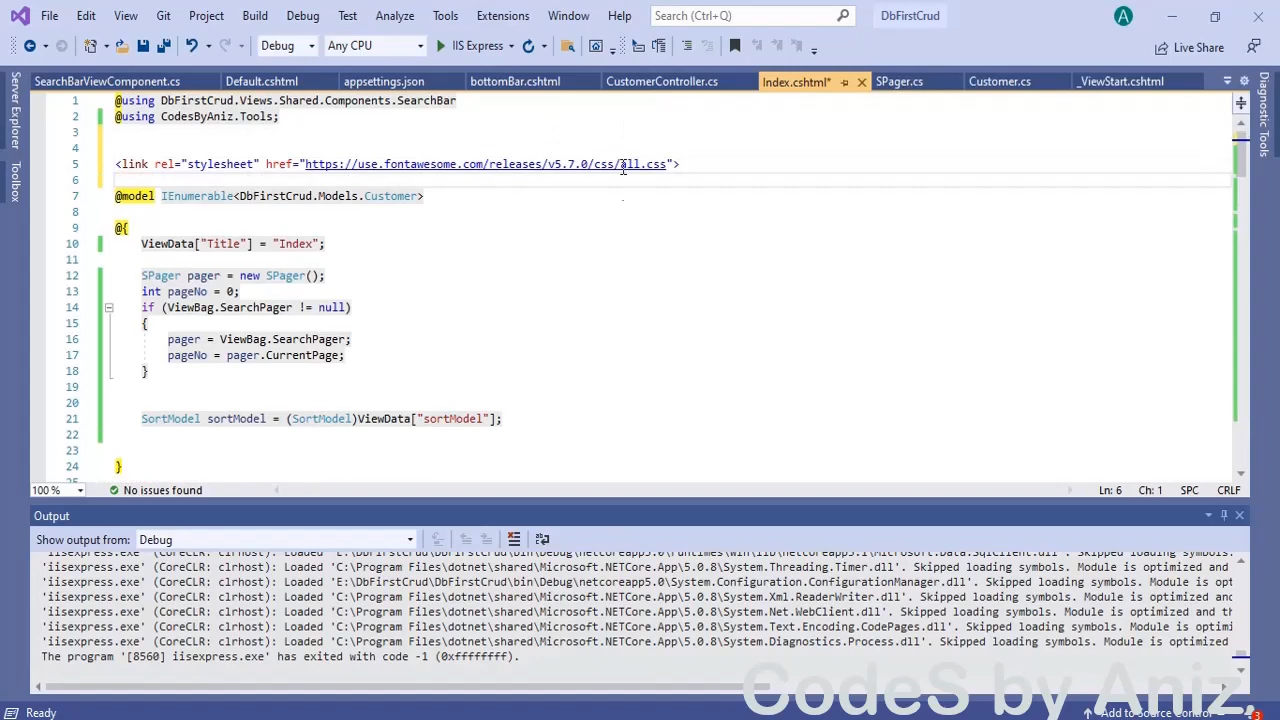 File Edit View Git Project Build Debug Test Analyze Tools Extensions Window Help Search (Ctrl+Q) DbFirstCrud A
Debug Any CPU IIS Express Live Share
SearchBarViewComponent.cs Default.cshtml appsettings.json bottomBar.cshtml CustomerController.cs Index.cshtml* SPager.cs Customer.cs _ViewStart.cshtml
Server Explorer
Toolbox
Diagnostic Tools
1 @using DbFirstCrud.Views.Shared.Components.SearchBar
2 @using CodesByAniz.Tools;
3
4
5 <link rel="stylesheet" href="https://use.fontawesome.com/releases/v5.7.0/css/all.css">
6
7 @model IEnumerable<DbFirstCrud.Models.Customer>
8
9 @{
10 ViewData["Title"] = "Index";
11
12 SPager pager = new SPager();
13 int pageNo = 0;
14 if (ViewBag.SearchPager != null)
15 {
16 pager = ViewBag.SearchPager;
17 pageNo = pager.CurrentPage;
18 }
19
20
21 SortModel sortModel = (SortModel)ViewData["sortModel"];
22
23
24 }
100 % No issues found Ln: 6 Ch: 1 SPC CRLF
Output
Show output from: Debug
'iisexpress.exe' (CoreCLR: clrhost): Loaded 'C:\Program Files\dotnet\shared\Microsoft.NETCore.App\5.0.8\System.Threading.Timer.dll'. Skipped loading symbols. Module is optimized and
'iisexpress.exe' (CoreCLR: clrhost): Loaded 'E:\DbFirstCrud\DbFirstCrud\bin\Debug\netcoreapp5.0\System.Configuration.ConfigurationManager.dll'. Skipped loading symbols. Module is opt
'iisexpress.exe' (CoreCLR: clrhost): Loaded 'C:\Program Files\dotnet\shared\Microsoft.NETCore.App\5.0.8\System.Xml.ReaderWriter.dll'. Skipped loading symbols. Module is optimized and
'iisexpress.exe' (CoreCLR: clrhost): Loaded 'C:\Program Files\dotnet\shared\Microsoft.NETCore.App\5.0.8\System.Net.WebClient.dll'. Skipped loading symbols. Module is optimized and th
'iisexpress.exe' (CoreCLR: clrhost): Loaded 'C:\Program Files\dotnet\shared\Microsoft.NETCore.App\5.0.8\System.Text.Encoding.CodePages.dll'. Skipped loading symbols. Module is optimi
'iisexpress.exe' (CoreCLR: clrhost): Loaded 'C:\Program Files\dotnet\shared\Microsoft.NETCore.App\5.0.8\System.Diagnostics.Process.dll'. Skipped loading symbols. Module is optimized
The program '[8560] iisexpress.exe' has exited with code -1 (0xffffffff).
CodeS by Aniz.
Ready Add to Source Control 3